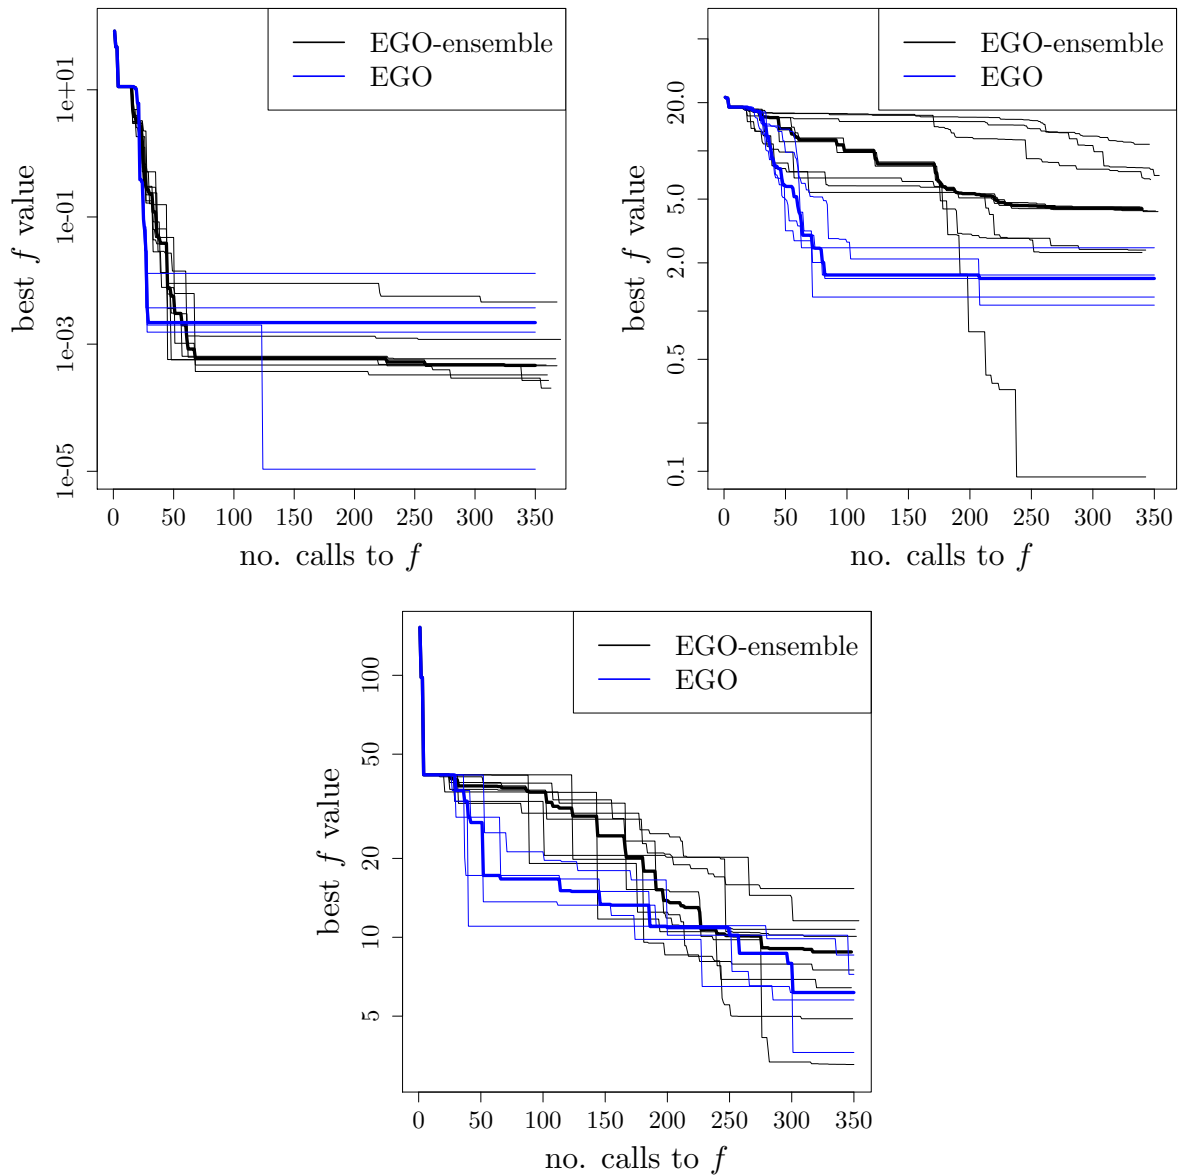 EGO-ensemble
EGO
1e+01
1e-01
1e-03
1e-05
best f value
0 50 100 150 200 250 300 350
no. calls to f
EGO-ensemble
EGO
20.0
5.0
2.0
0.5
0.1
best f value
0 50 100 150 200 250 300 350
no. calls to f
EGO-ensemble
EGO
100
50
20
10
5
best f value
0 50 100 150 200 250 300 350
no. calls to f